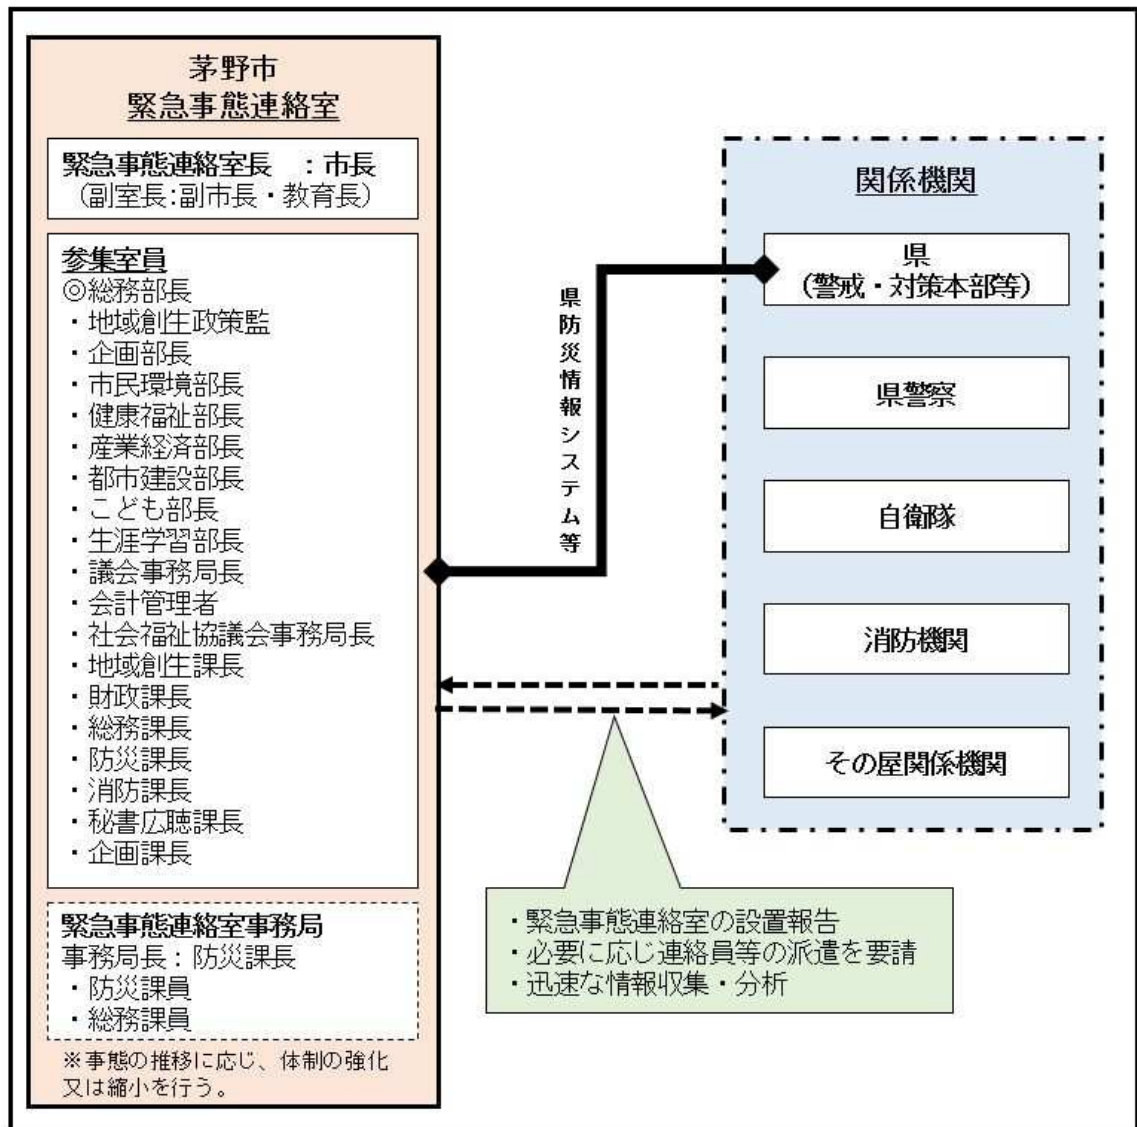 茅野市
緊急事態連絡室
緊急事態連絡室長　：市長
（副室長：副市長・教育長）
参集室員
◎総務部長
・地域創生政策監
・企画部長
・市民環境部長
・健康福祉部長
・産業経済部長
・都市建設部長
・こども部長
・生涯学習部長
・議会事務局長
・会計管理者
・社会福祉協議会事務局長
・地域創生課長
・財政課長
・総務課長
・防災課長
・消防課長
・秘書広聴課長
・企画課長
緊急事態連絡室事務局
事務局長：防災課長
・防災課員
・総務課員
※事態の推移に応じ、体制の強化
又は縮小を行う。
県防災情報システム等
関係機関
県
（警戒・対策本部等）
県警察
自衛隊
消防機関
その屋関係機関
・緊急事態連絡室の設置報告
・必要に応じ連絡員等の派遣を要請
・迅速な情報収集・分析